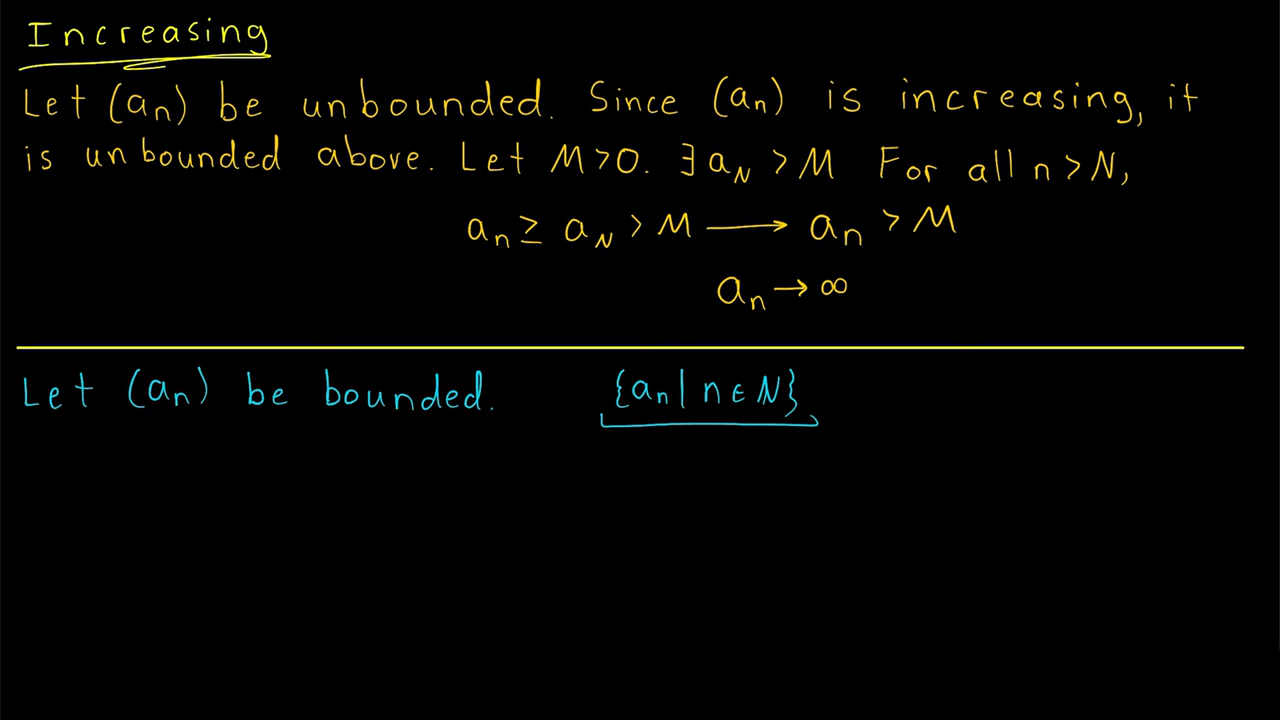 Increasing
Let (aₙ) be unbounded. Since (aₙ) is increasing, it
is unbounded above. Let M>0. ∃ a_N > M For all n > N,
aₙ ≥ a_N > M ⟶ aₙ > M
aₙ → ∞
Let (aₙ) be bounded. {aₙ | n ∈ N}